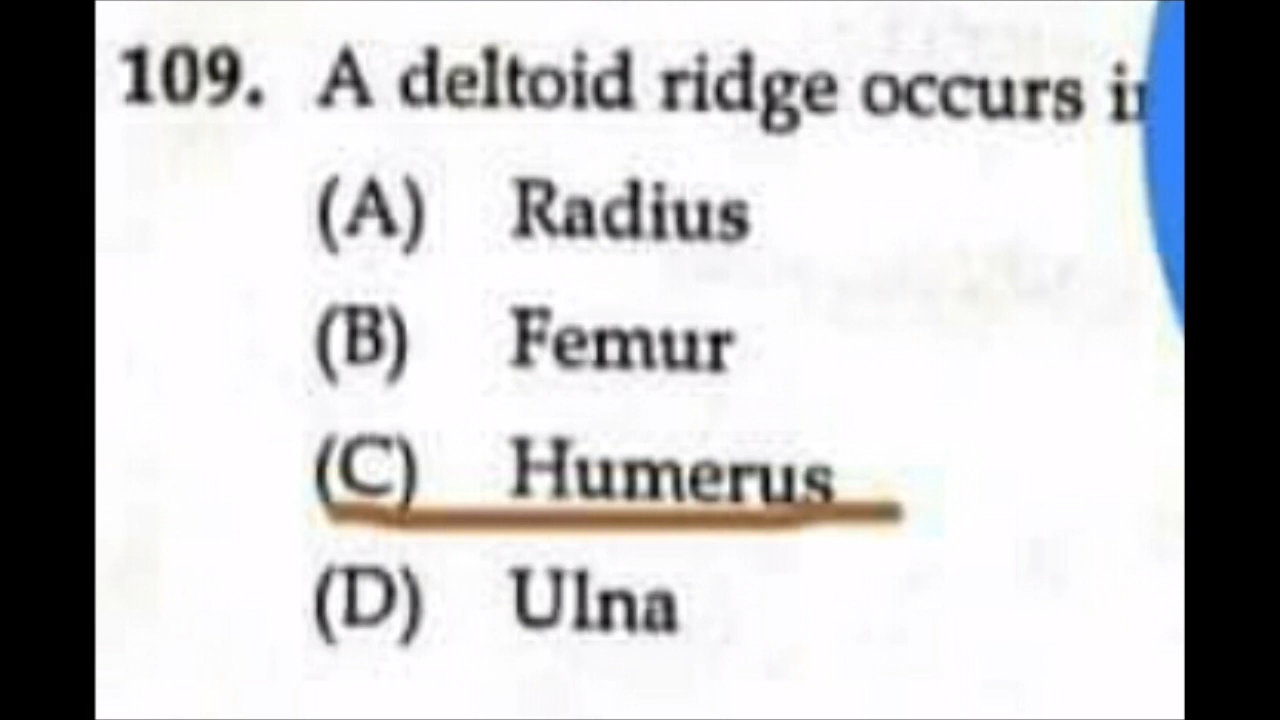 109. A deltoid ridge occurs
(A) Radius
(B) Femur
(C) Humerus
(D) Ulna